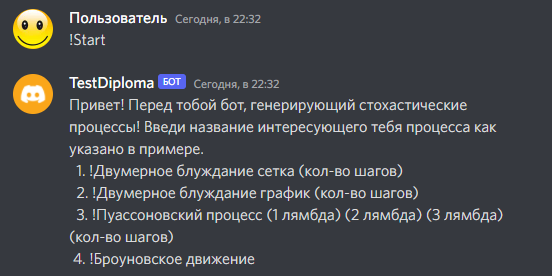 Пользователь Сегодня, в 22:32
!Start
TestDiploma БОТ Сегодня, в 22:32
Привет! Перед тобой бот, генерирующий стохастические
процессы! Введи название интересующего тебя процесса как
указано в примере.
1. !Двумерное блуждание сетка (кол-во шагов)
2. !Двумерное блуждание график (кол-во шагов)
3. !Пуассоновский процесс (1 лямбда) (2 лямбда) (3 лямбда)
(кол-во шагов)
4. !Броуновское движение